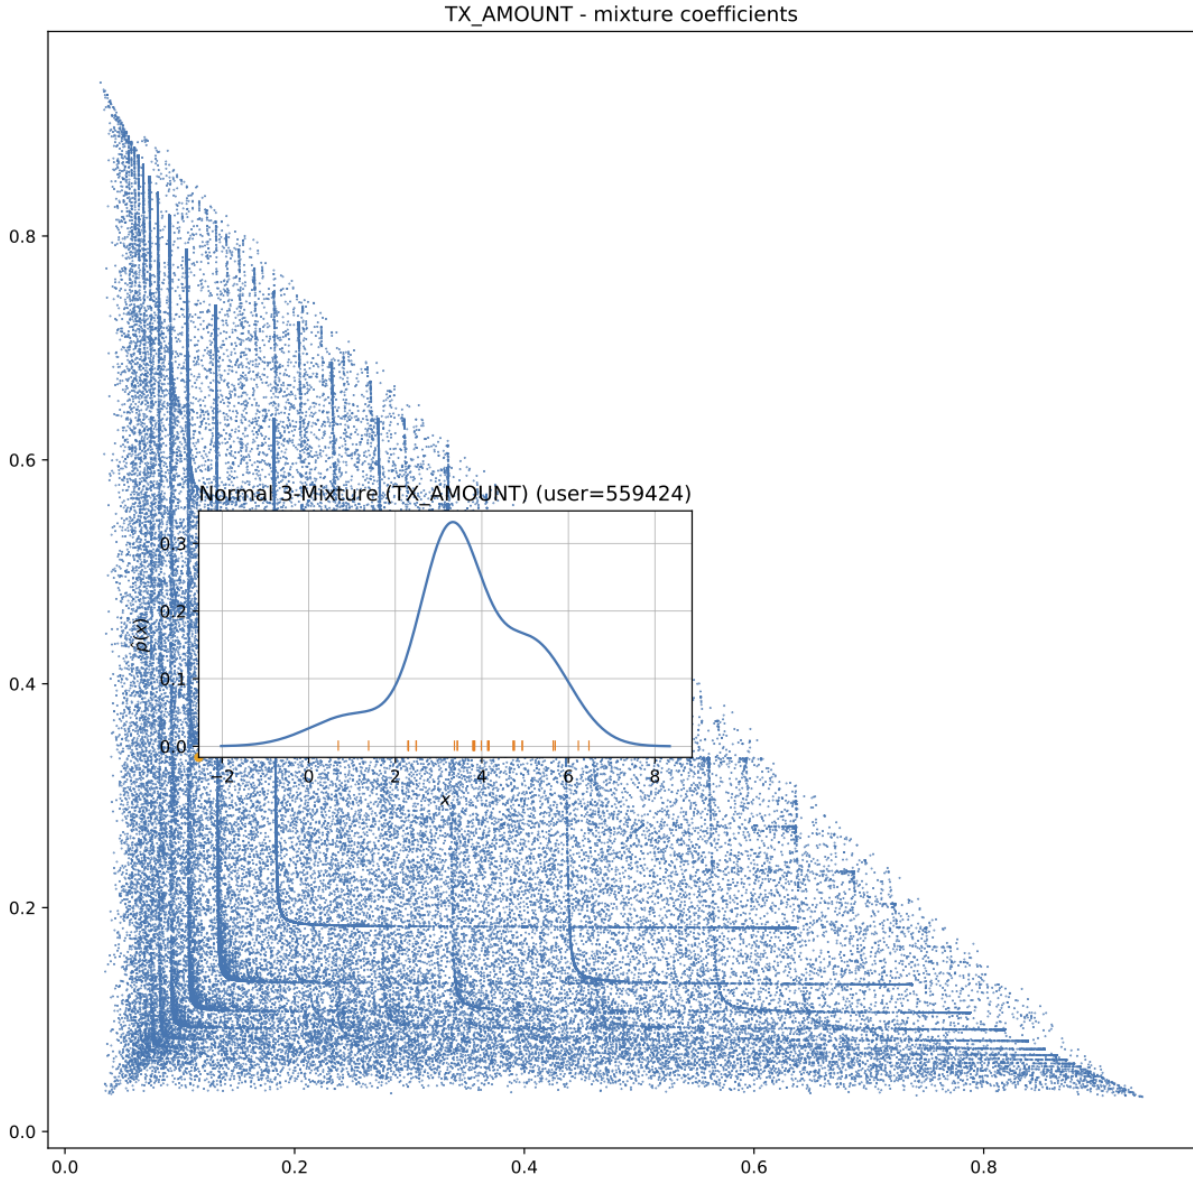 TX_AMOUNT - mixture coefficients
0.8
0.6
Normal 3-Mixture (TX_AMOUNT) (user=559424)
0.3
0.2
p̂(x)
0.1
0.4
0.0
−2 0 2 4 6 8
x
0.2
0.0
0.0 0.2 0.4 0.6 0.8